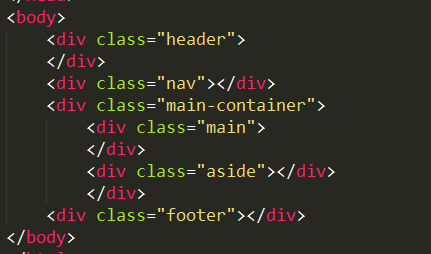 <body>
<div class="header">
</div>
<div class="nav"></div>
<div class="main-container">
<div class="main">
</div>
<div class="aside"></div>
</div>
<div class="footer"></div>
</body>